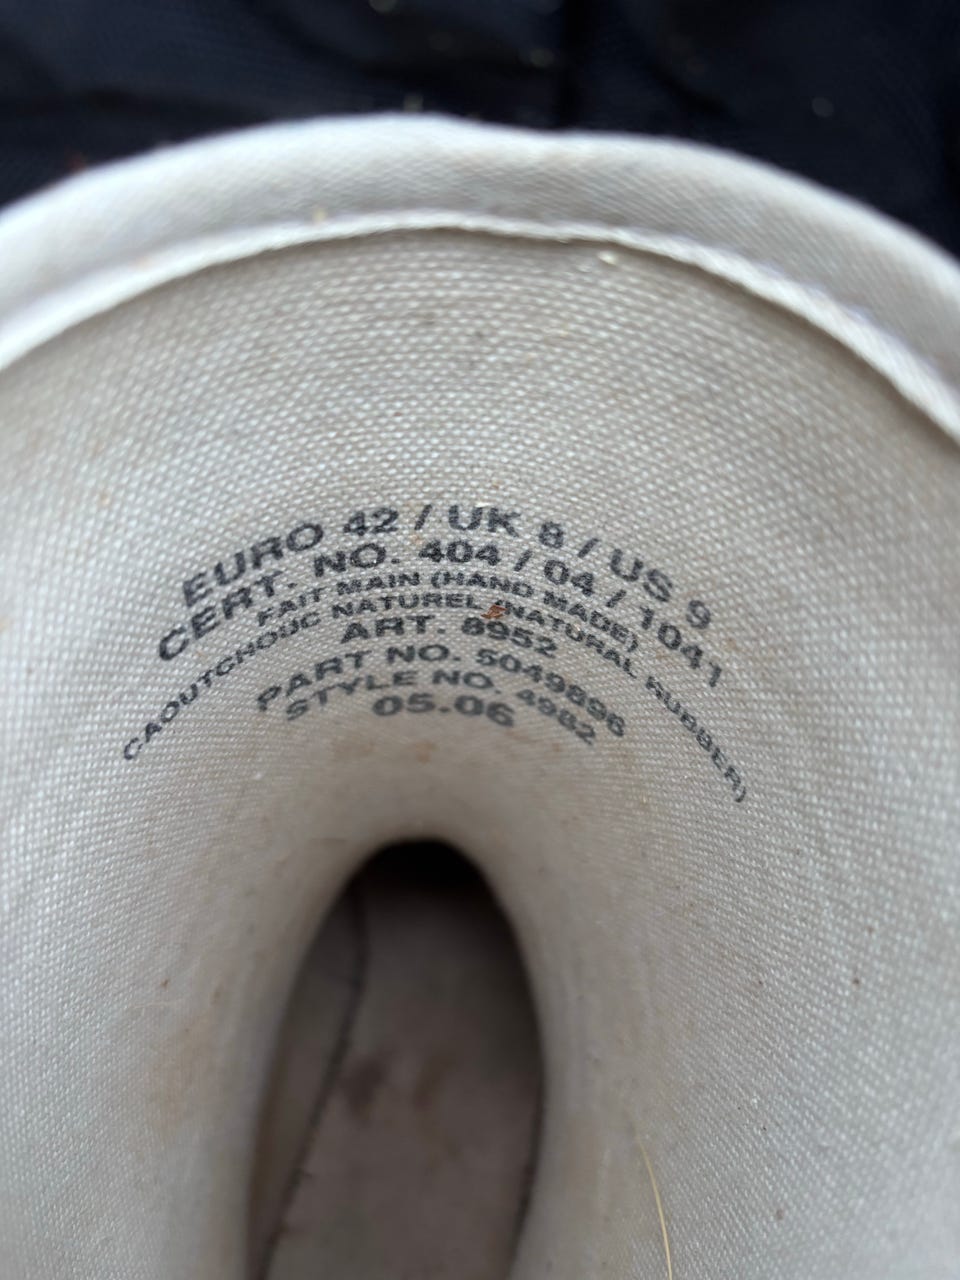 EURO 42 / UK 8 / US 9
CERT. NO. 404 / 04 / 1041
FAIT MAIN (HAND MADE)
CAOUTCHOUC NATUREL (NATURAL RUBBER)
ART. 8952
PART NO. 5049896
STYLE NO. 4982
05.06